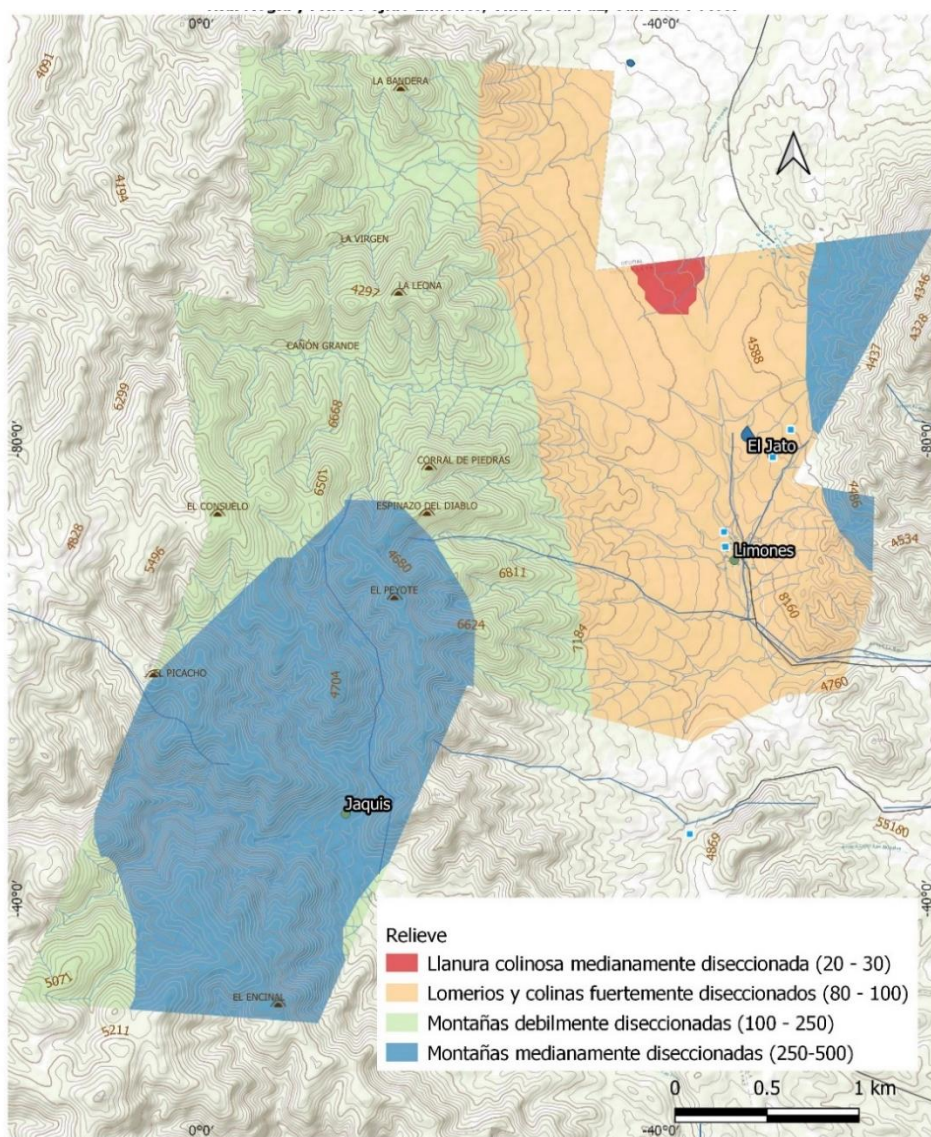 0°0'
-40°0'
4091
LA BANDERA
4194
LA VIRGEN
4297
LA LEONA
4346
4328
4437
CAÑÓN GRANDE
4588
6299
6668
-80°0'
El Jato
-80°0'
CORRAL DE PIEDRAS
6501
4486
EL CONSUELO
ESPINAZO DEL DIABLO
4828
5496
4534
4680
Limones
6811
EL PEYOTE
8160
6624
7184
EL PICACHO
4704
4760
Jaquis
55180
4869
-40°0'
-40°0'
Relieve
Llanura colinosa medianamente diseccionada (20 - 30)
Lomerios y colinas fuertemente diseccionados (80 - 100)
Montañas debilmente diseccionadas (100 - 250)
Montañas medianamente diseccionadas (250-500)
5071
EL ENCINAL
5211
0 0.5 1 km
0°0'
-40°0'